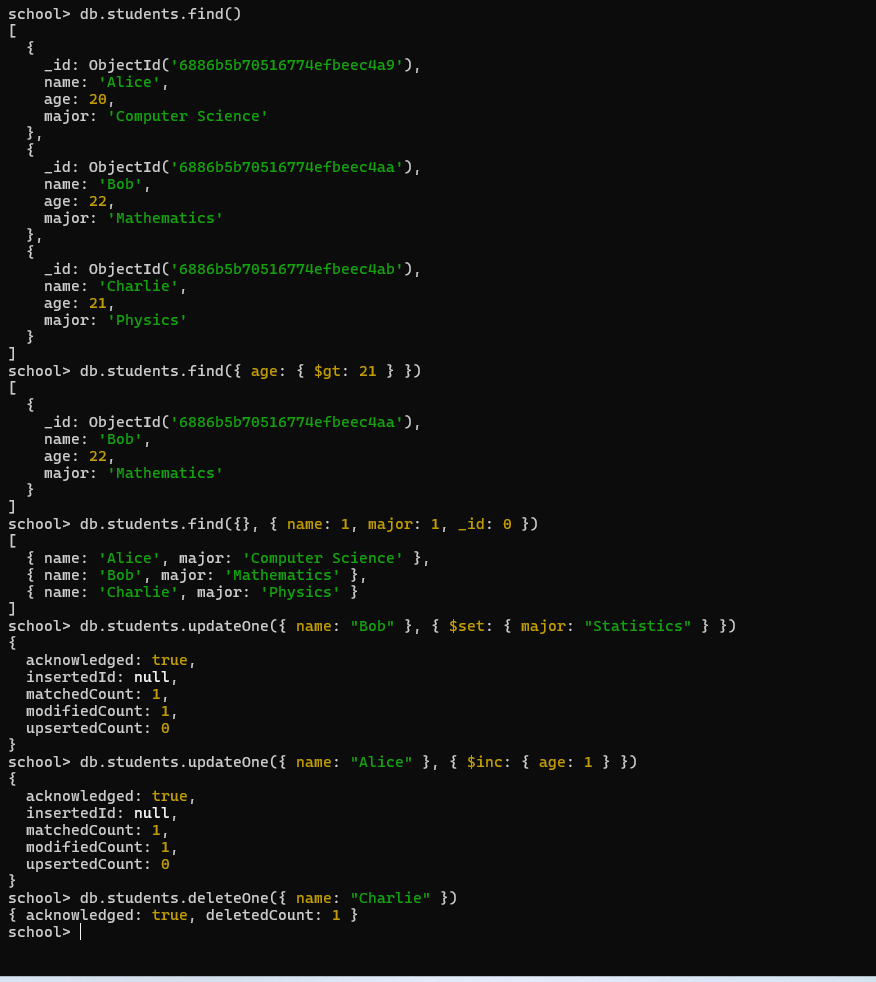 school> db.students.find()
[
  {
    _id: ObjectId('6886b5b70516774efbeec4a9'),
    name: 'Alice',
    age: 20,
    major: 'Computer Science'
  },
  {
    _id: ObjectId('6886b5b70516774efbeec4aa'),
    name: 'Bob',
    age: 22,
    major: 'Mathematics'
  },
  {
    _id: ObjectId('6886b5b70516774efbeec4ab'),
    name: 'Charlie',
    age: 21,
    major: 'Physics'
  }
]
school> db.students.find({ age: { $gt: 21 } })
[
  {
    _id: ObjectId('6886b5b70516774efbeec4aa'),
    name: 'Bob',
    age: 22,
    major: 'Mathematics'
  }
]
school> db.students.find({}, { name: 1, major: 1, _id: 0 })
[
  { name: 'Alice', major: 'Computer Science' },
  { name: 'Bob', major: 'Mathematics' },
  { name: 'Charlie', major: 'Physics' }
]
school> db.students.updateOne({ name: "Bob" }, { $set: { major: "Statistics" } })
{
  acknowledged: true,
  insertedId: null,
  matchedCount: 1,
  modifiedCount: 1,
  upsertedCount: 0
}
school> db.students.updateOne({ name: "Alice" }, { $inc: { age: 1 } })
{
  acknowledged: true,
  insertedId: null,
  matchedCount: 1,
  modifiedCount: 1,
  upsertedCount: 0
}
school> db.students.deleteOne({ name: "Charlie" })
{ acknowledged: true, deletedCount: 1 }
school>